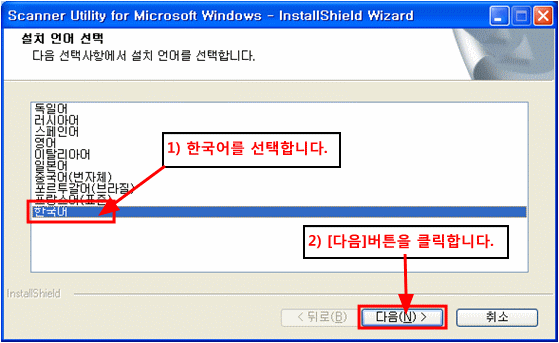 Scanner Utility for Microsoft Windows - InstallShield Wizard
설치 언어 선택
다음 선택사항에서 설치 언어를 선택합니다.
독일어
러시아어
스페인어
영어
이탈리아어
일본어
중국어(번자체)
포르투갈어(브라질)
프랑스어(표준)
한국어
1) 한국어를 선택합니다.
2) [다음]버튼을 클릭합니다.
InstallShield
< 뒤로(B)
다음(N) >
취소